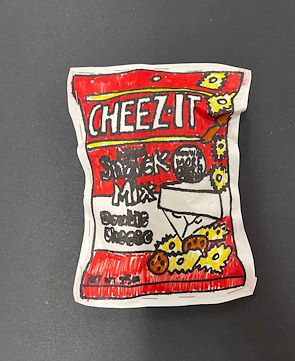 CHEEZ-IT
SNACK
MIX
Double
Cheese